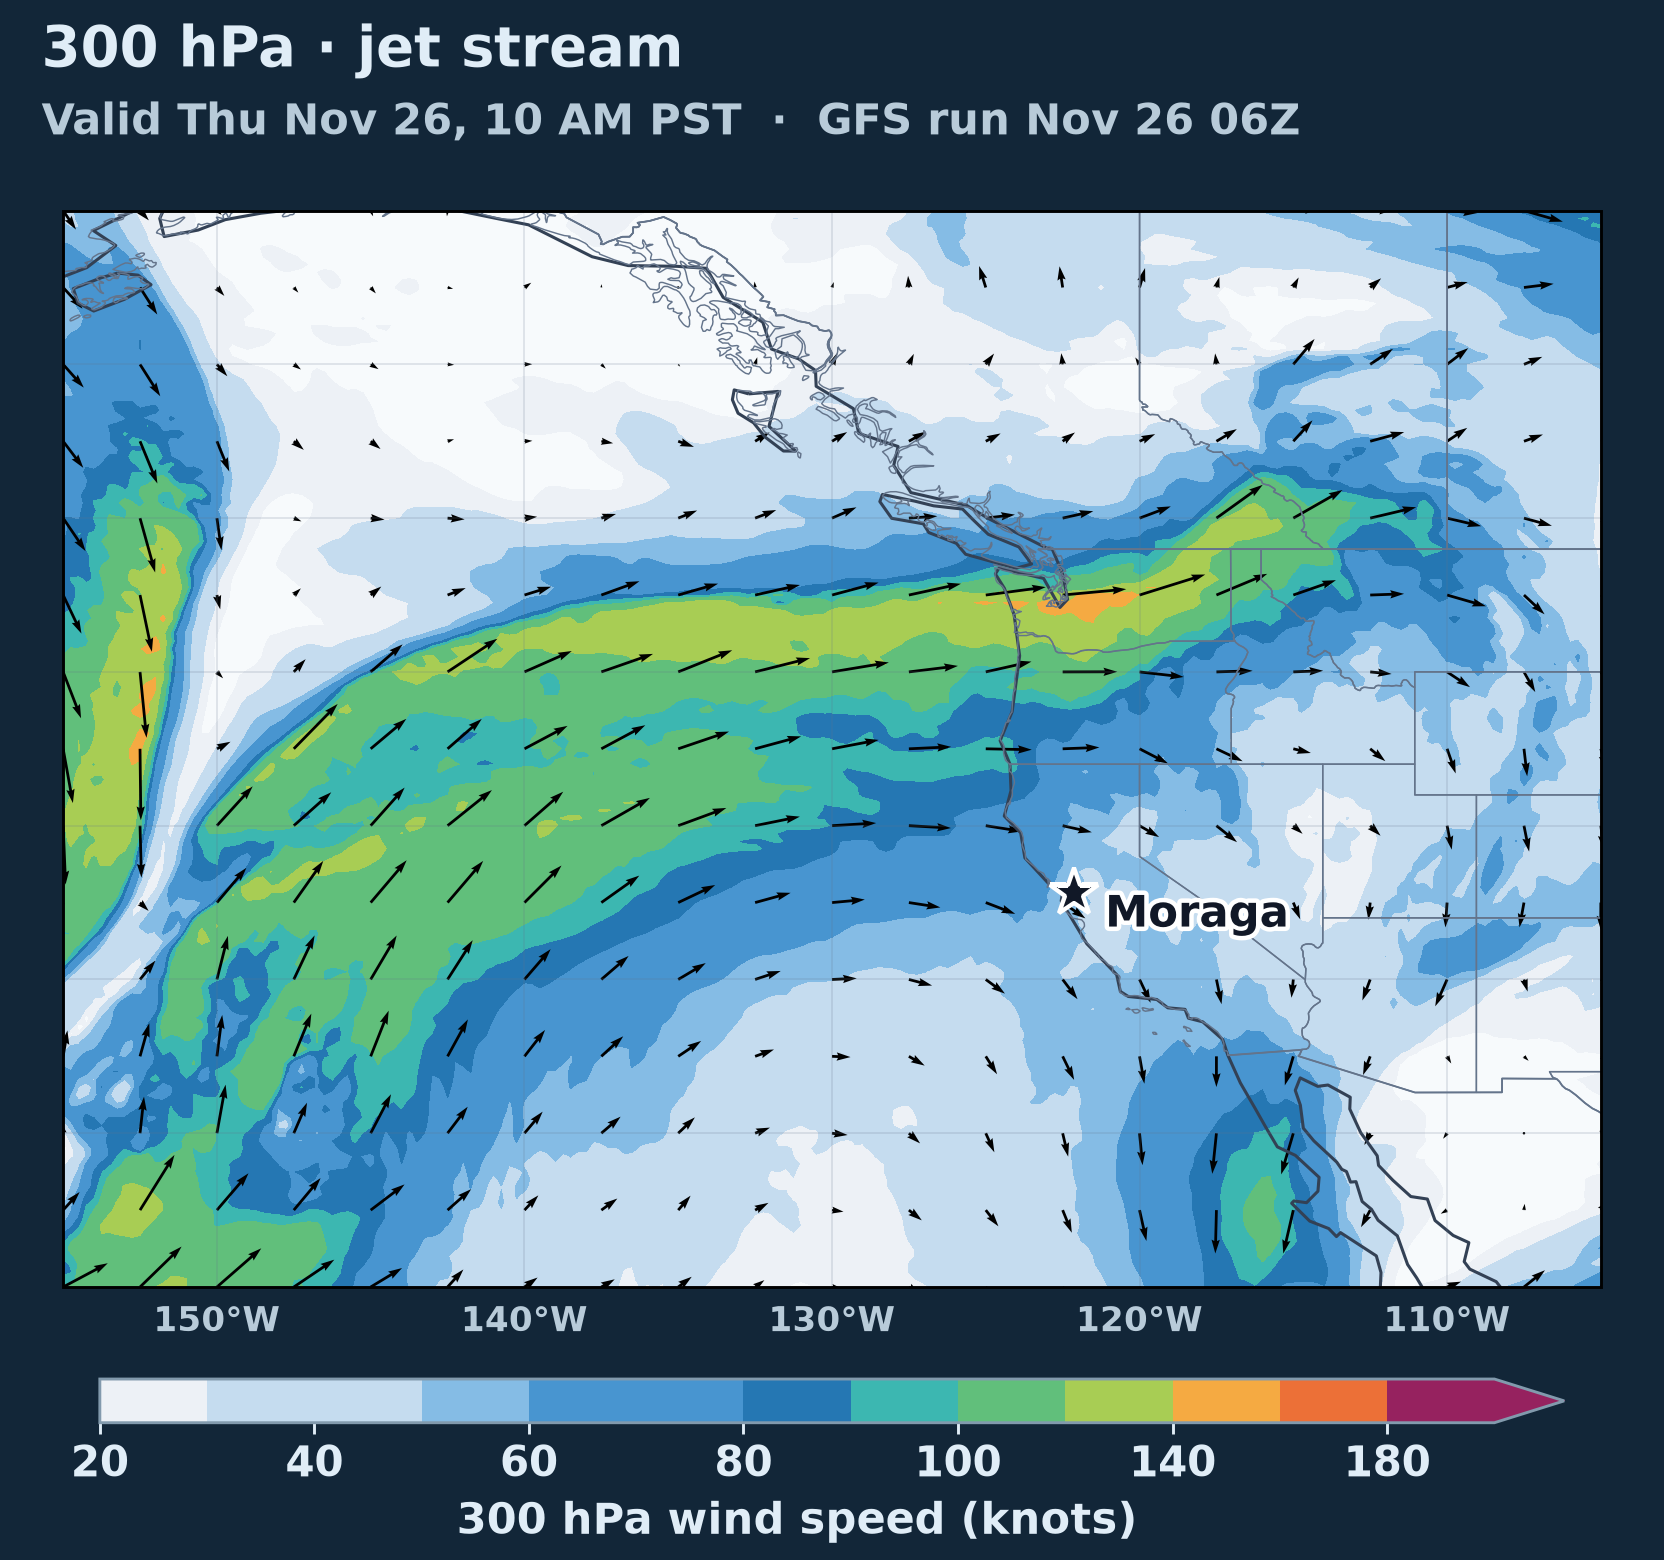 300 hPa · jet stream
Valid Thu Nov 26, 10 AM PST · GFS run Nov 26 06Z
Moraga
150°W 140°W 130°W 120°W 110°W
20 40 60 80 100 140 180
300 hPa wind speed (knots)